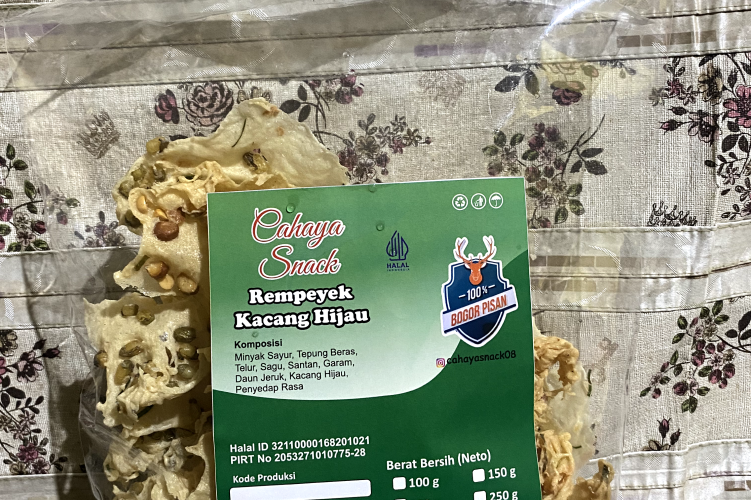 Cahaya
Snack
HALAL
INDONESIA
Rempeyek
Kacang Hijau
100%
BOGOR PISAN
Komposisi
Minyak Sayur, Tepung Beras,
Telur, Sagu, Santan, Garam,
Daun Jeruk, Kacang Hijau,
Penyedap Rasa
cahayasnack08
Halal ID 32110000168201021
PIRT No 2053271010775-28
Kode Produksi
Berat Bersih (Neto)
100 g
150 g
250 g